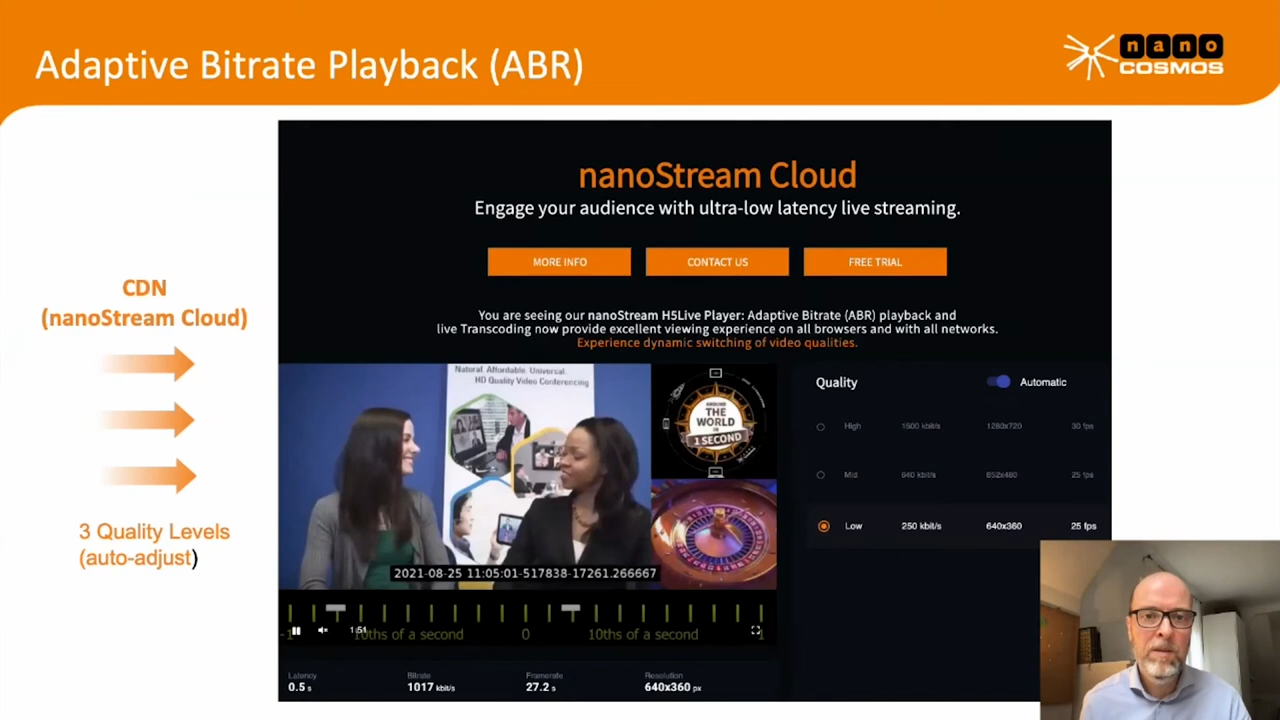 Adaptive Bitrate Playback (ABR)
nano
COSMOS
nanoStream Cloud
Engage your audience with ultra-low latency live streaming.
MORE INFO
CONTACT US
FREE TRIAL
You are seeing our nanoStream H5Live Player: Adaptive Bitrate (ABR) playback and
live Transcoding now provide excellent viewing experience on all browsers and with all networks.
Experience dynamic switching of video qualities.
CDN
(nanoStream Cloud)
3 Quality Levels
(auto-adjust)
Natural. Affordable. Universal.
HD Quality Video Conferencing
AROUND
THE
WORLD
IN
1 SECOND
2021-08-25 11:05:01-517838-17261.266667
1:51
-1 10ths of a second 0 10ths of a second 1
Latency Bitrate Framerate Resolution
0.5 s 1017 kbit/s 27.2 s 640x360 px
Quality Automatic
High 1500 kbit/s 1280x720 30 fps
Mid 640 kbit/s 852x480 25 fps
Low 250 kbit/s 640x360 25 fps